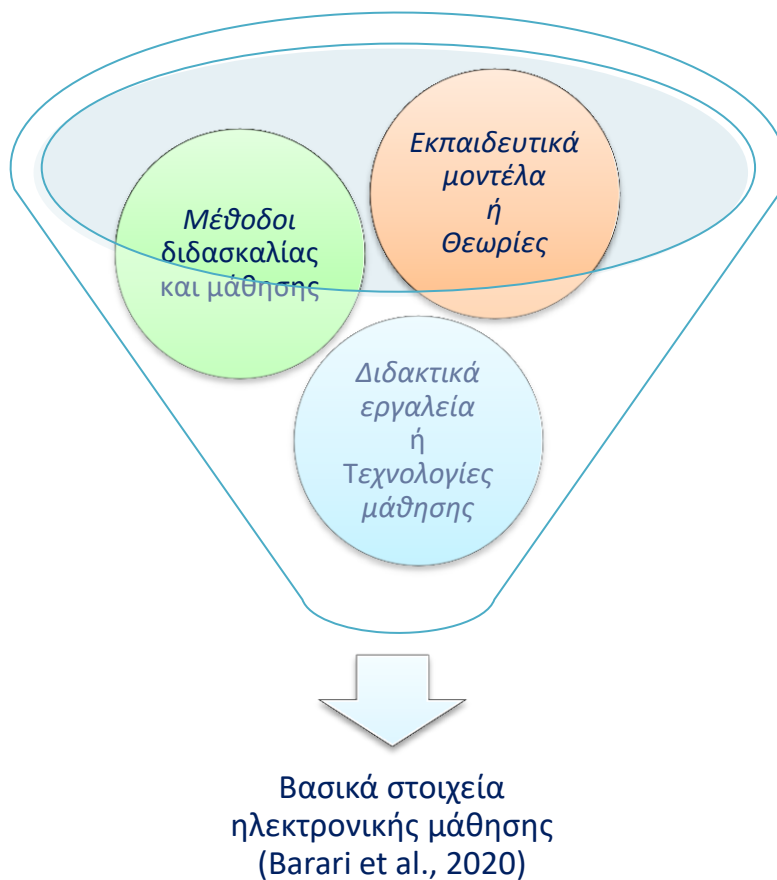 Εκπαιδευτικά
μοντέλα
ή
Θεωρίες
Μέθοδοι
διδασκαλίας
και μάθησης
Διδακτικά
εργαλεία
ή
Τεχνολογίες
μάθησης
Βασικά στοιχεία
ηλεκτρονικής μάθησης
(Barari et al., 2020)